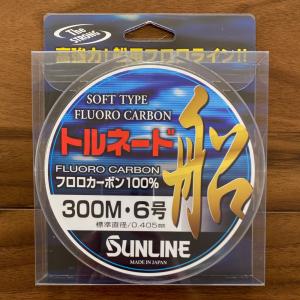 The STRONG
高強力！船用フロロライン!!
SOFT TYPE
FLUORO CARBON
トルネード
船
FLUORO CARBON
フロロカーボン100%
300M・6号
標準直径/0.405mm
SUNLINE
MADE IN JAPAN